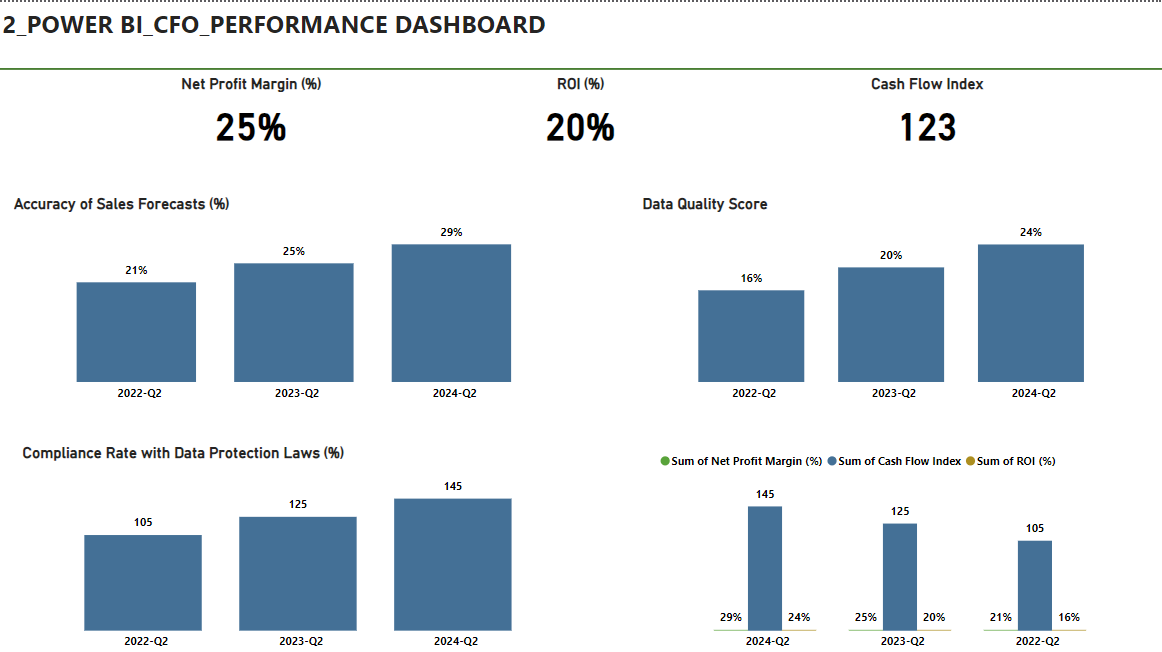 2_POWER BI_CFO_PERFORMANCE DASHBOARD
Net Profit Margin (%)
ROI (%)
Cash Flow Index
25%
20%
123
Accuracy of Sales Forecasts (%)
21%
25%
29%
2022-Q2
2023-Q2
2024-Q2
Data Quality Score
16%
20%
24%
2022-Q2
2023-Q2
2024-Q2
Compliance Rate with Data Protection Laws (%)
105
125
145
2022-Q2
2023-Q2
2024-Q2
Sum of Net Profit Margin (%) Sum of Cash Flow Index Sum of ROI (%)
145
125
105
29%
24%
25%
20%
21%
16%
2024-Q2
2023-Q2
2022-Q2